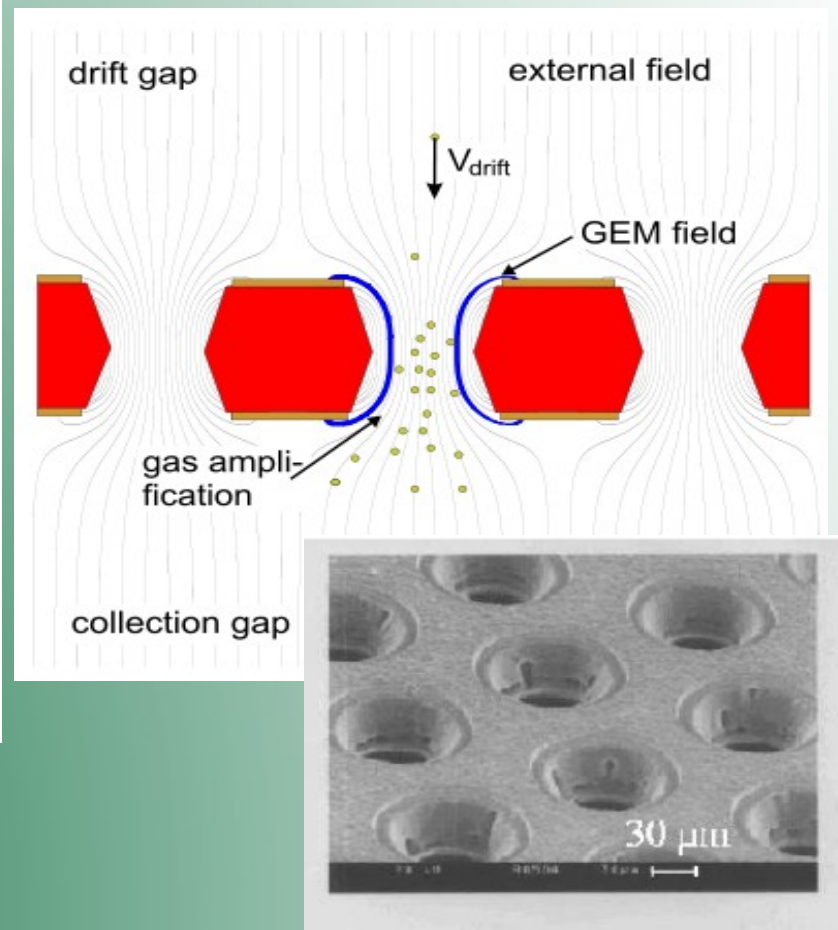 drift gap
external field
V_drift
GEM field
gas ampli-
fication
collection gap
30 μm